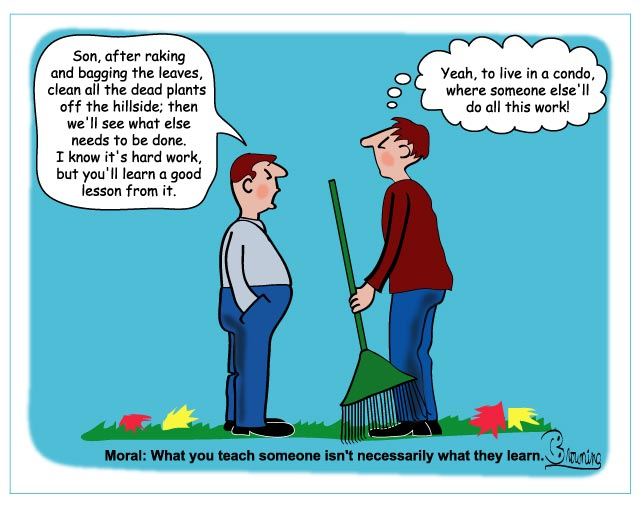 Son, after raking
and bagging the leaves,
clean all the dead plants
off the hillside; then
we'll see what else
needs to be done.
I know it's hard work,
but you'll learn a good
lesson from it.
Yeah, to live in a condo,
where someone else'll
do all this work!
Moral: What you teach someone isn't necessarily what they learn.
Browning